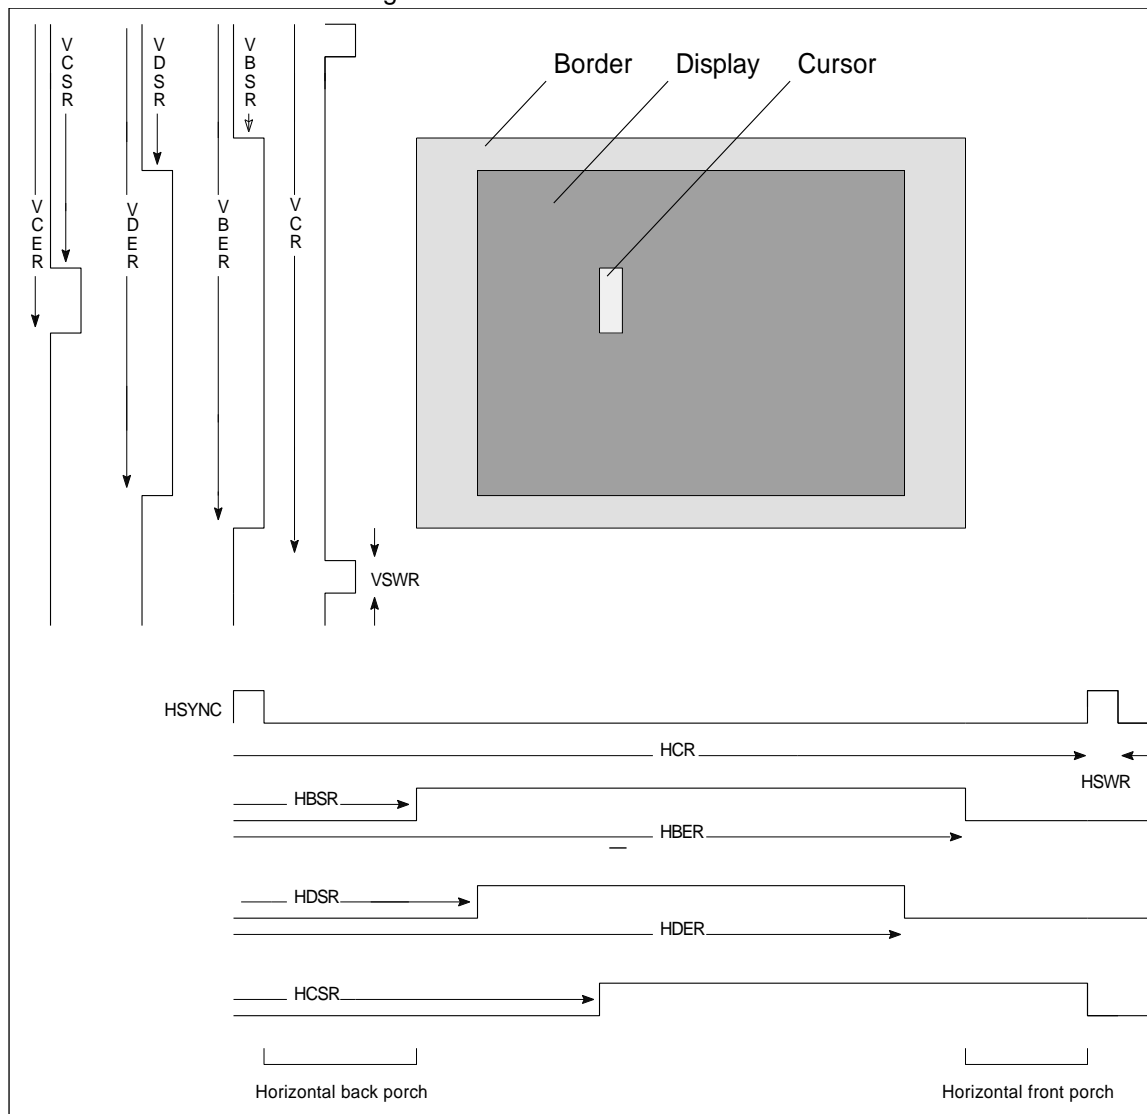 VCSR
VDSR
VBSR
Border
Display
Cursor
VCER
VDER
VBER
VCR
VSWR
HSYNC
HCR
HSWR
HBSR
HBER
HDSR
HDER
HCSR
Horizontal back porch
Horizontal front porch